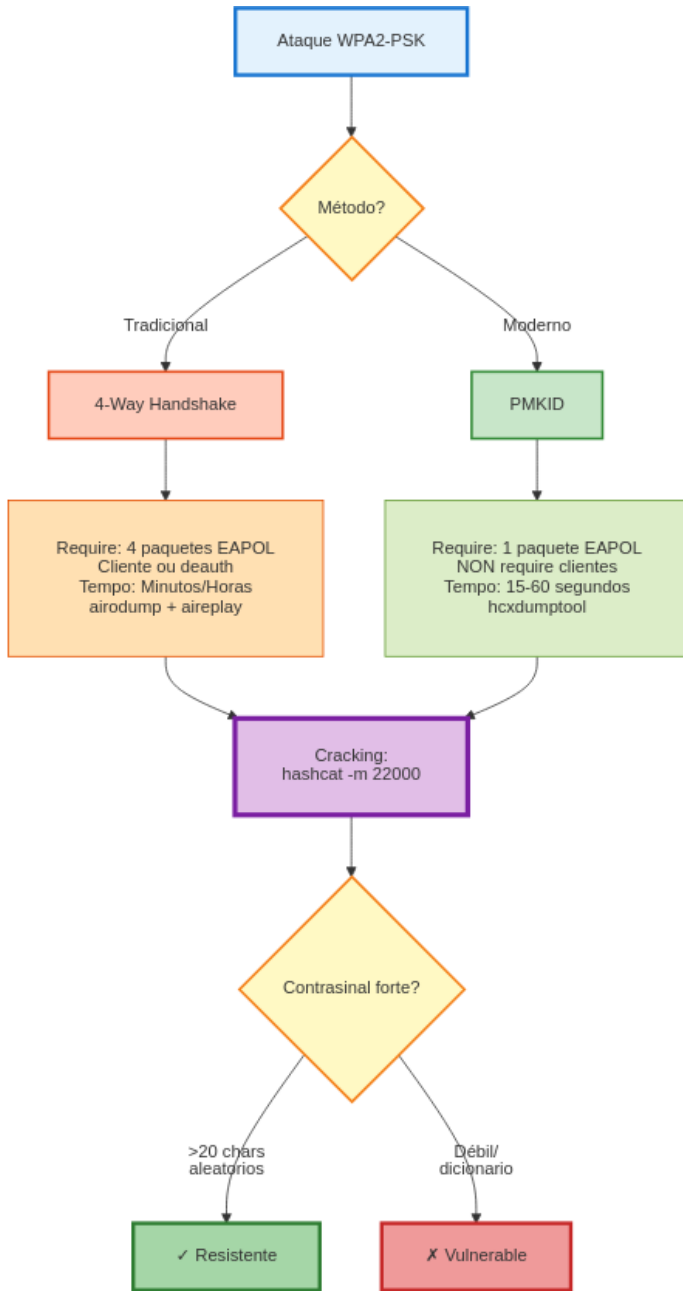 Ataque WPA2-PSK
Método?
Tradicional
Moderno
4-Way Handshake
PMKID
Require: 4 paquetes EAPOL
Cliente ou deauth
Tempo: Minutos/Horas
airodump + aireplay
Require: 1 paquete EAPOL
NON require clientes
Tempo: 15-60 segundos
hcxdumptool
Cracking:
hashcat -m 22000
Contrasinal forte?
>20 chars
aleatorios
Débil/
dicionario
✓ Resistente
✗ Vulnerable